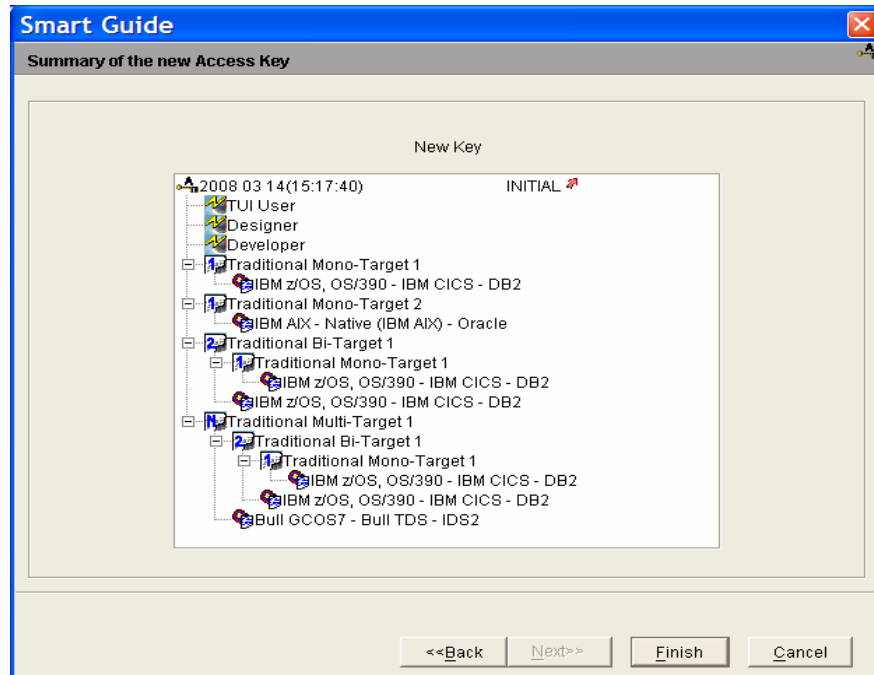 Smart Guide
Summary of the new Access Key
New Key
2008 03 14(15:17:40) INITIAL
TUI User
Designer
Developer
Traditional Mono-Target 1
IBM z/OS, OS/390 - IBM CICS - DB2
Traditional Mono-Target 2
IBM AIX - Native (IBM AIX) - Oracle
Traditional Bi-Target 1
Traditional Mono-Target 1
IBM z/OS, OS/390 - IBM CICS - DB2
IBM z/OS, OS/390 - IBM CICS - DB2
Traditional Multi-Target 1
Traditional Bi-Target 1
Traditional Mono-Target 1
IBM z/OS, OS/390 - IBM CICS - DB2
IBM z/OS, OS/390 - IBM CICS - DB2
Bull GCOS7 - Bull TDS - IDS2
<<Back Next>> Finish Cancel